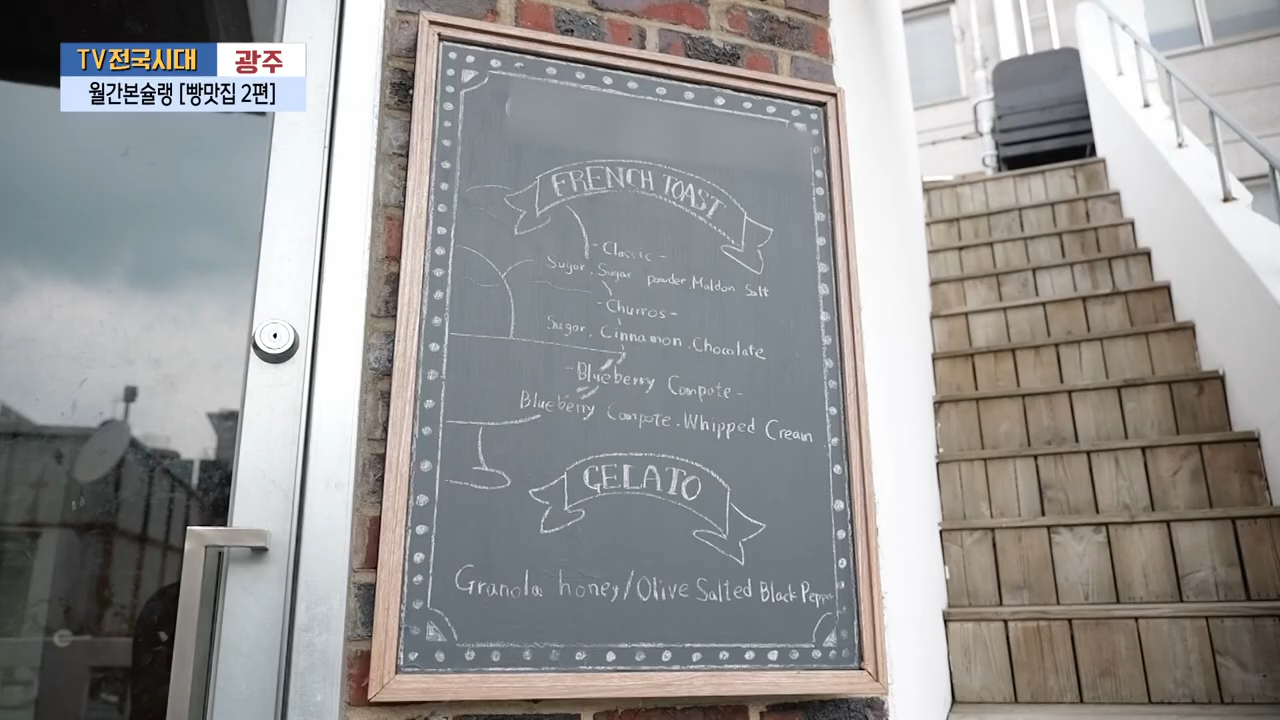 TV전국시대 광주
월간본슐랭 [빵맛집 2편]
FRENCH TOAST
- Classic -
Sugar . Sugar powder . Maldon Salt
- Churros -
Sugar . Cinnamon . Chocolate
- Blueberry Compote -
Blueberry Compote . Whipped Cream
GELATO
Granola honey / Olive Salted Black Pepper